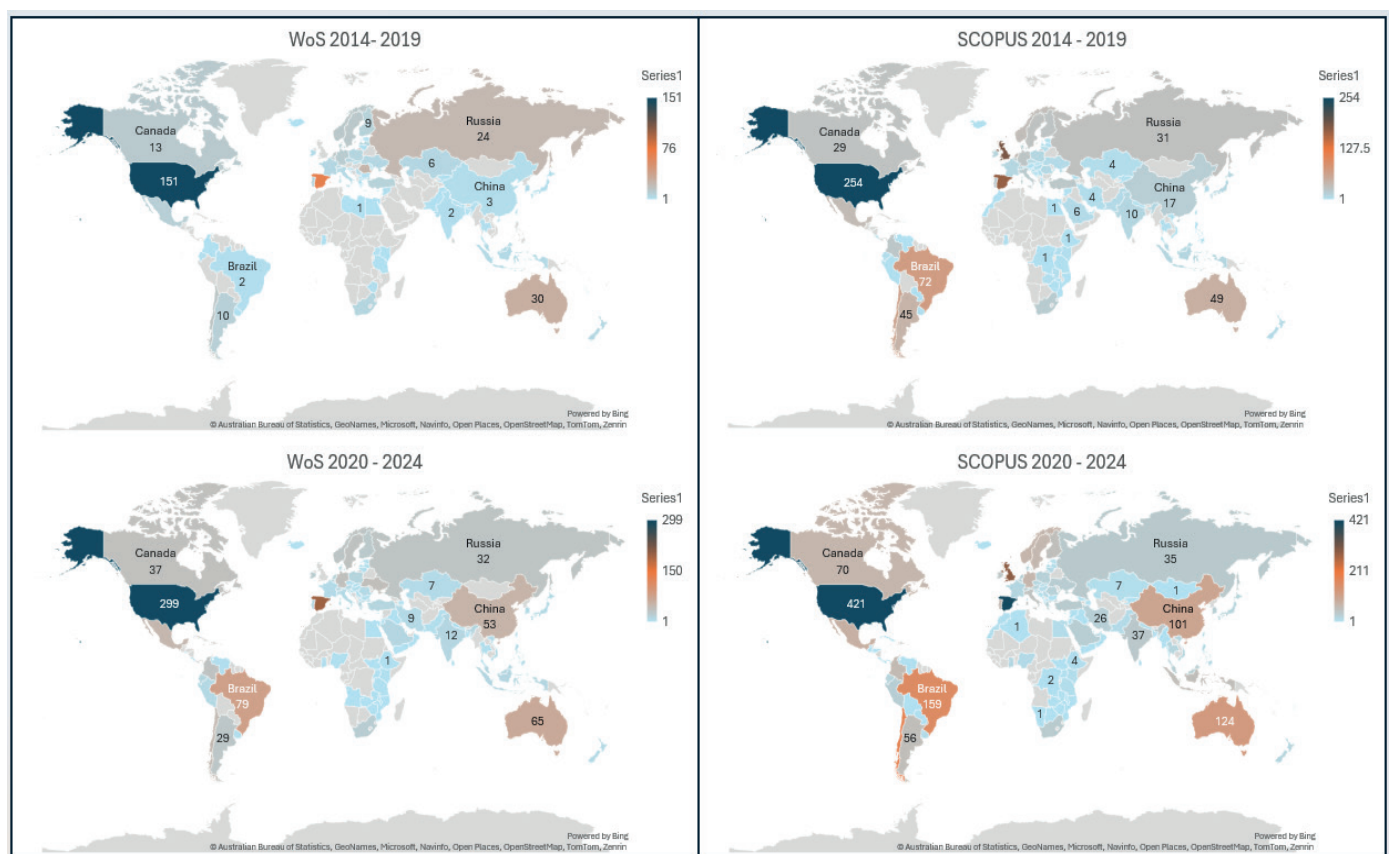 WoS 2014- 2019
Series1
151
76
1
Canada
13
151
Brazil
2
10
9
Russia
24
6
China
3
1
2
30
Powered by Bing
© Australian Bureau of Statistics, GeoNames, Microsoft, Navinfo, Open Places, OpenStreetMap, TomTom, Zenrin
SCOPUS 2014 - 2019
Series1
254
127.5
1
Canada
29
254
Brazil
72
45
Russia
31
4
China
17
4
1
6
10
1
1
49
Powered by Bing
© Australian Bureau of Statistics, GeoNames, Microsoft, Navinfo, Open Places, OpenStreetMap, TomTom, Zenrin
WoS 2020 - 2024
Series1
299
150
1
Canada
37
299
Brazil
79
29
Russia
32
7
China
53
9
12
1
65
Powered by Bing
© Australian Bureau of Statistics, GeoNames, Microsoft, Navinfo, Open Places, OpenStreetMap, TomTom, Zenrin
SCOPUS 2020 - 2024
Series1
421
211
1
Canada
70
421
Brazil
159
56
Russia
35
7
1
China
101
26
1
37
4
2
1
124
Powered by Bing
© Australian Bureau of Statistics, GeoNames, Microsoft, Navinfo, Open Places, OpenStreetMap, TomTom, Zenrin